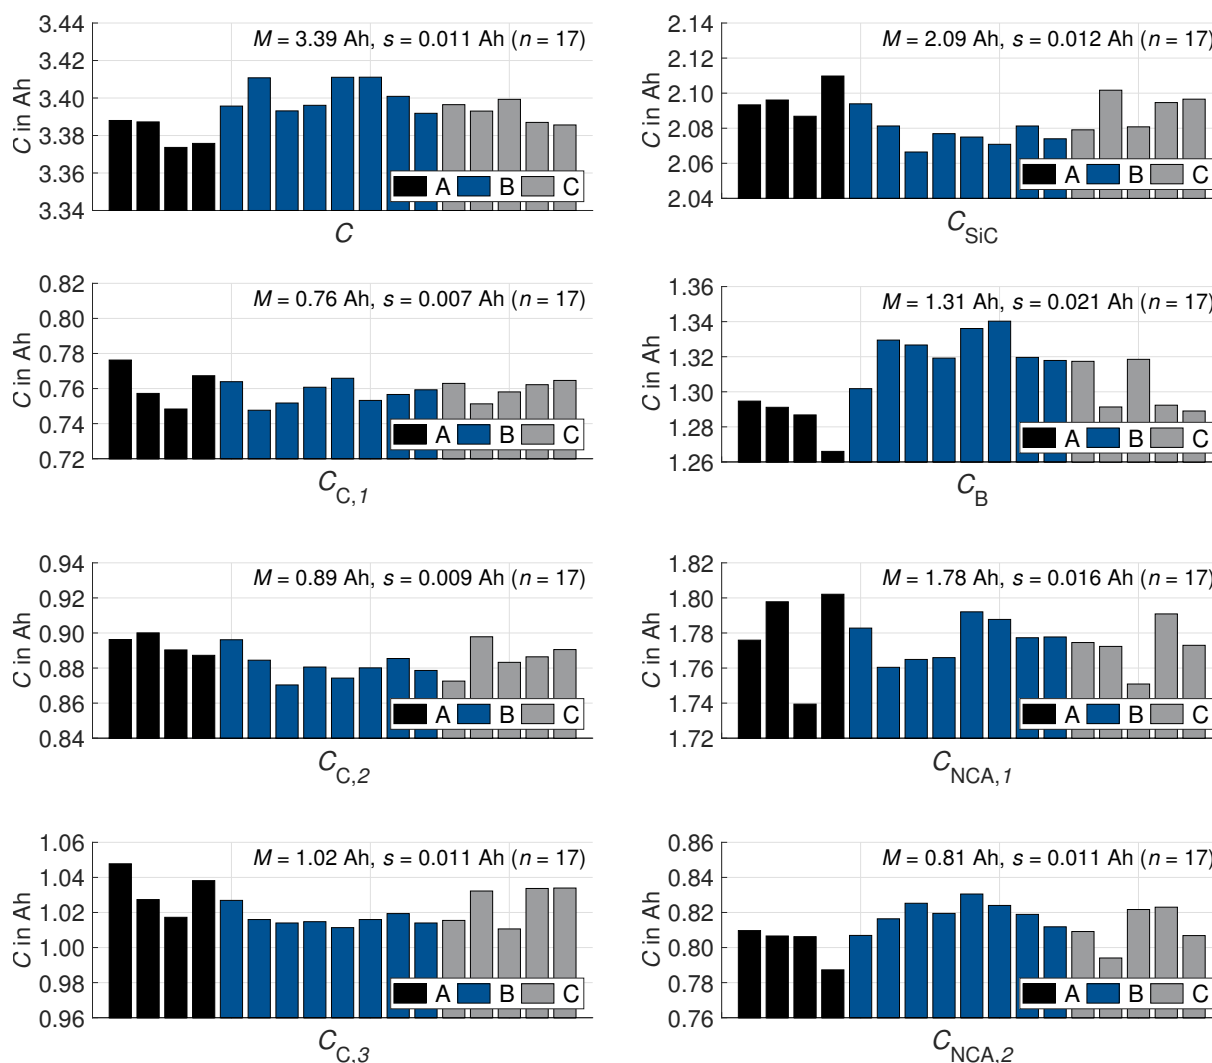 M = 3.39 Ah, s = 0.011 Ah (n = 17)
C in Ah
3.44
3.42
3.40
3.38
3.36
3.34
A B C
C
M = 2.09 Ah, s = 0.012 Ah (n = 17)
C in Ah
2.14
2.12
2.10
2.08
2.06
2.04
A B C
C_SiC
M = 0.76 Ah, s = 0.007 Ah (n = 17)
C in Ah
0.82
0.80
0.78
0.76
0.74
0.72
A B C
C_C,1
M = 1.31 Ah, s = 0.021 Ah (n = 17)
C in Ah
1.36
1.34
1.32
1.30
1.28
1.26
A B C
C_B
M = 0.89 Ah, s = 0.009 Ah (n = 17)
C in Ah
0.94
0.92
0.90
0.88
0.86
0.84
A B C
C_C,2
M = 1.78 Ah, s = 0.016 Ah (n = 17)
C in Ah
1.82
1.80
1.78
1.76
1.74
1.72
A B C
C_NCA,1
M = 1.02 Ah, s = 0.011 Ah (n = 17)
C in Ah
1.06
1.04
1.02
1.00
0.98
0.96
A B C
C_C,3
M = 0.81 Ah, s = 0.011 Ah (n = 17)
C in Ah
0.86
0.84
0.82
0.80
0.78
0.76
A B C
C_NCA,2